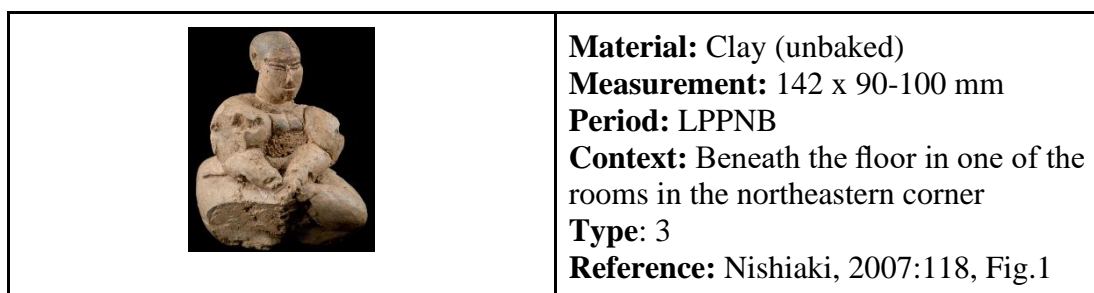 Material: Clay (unbaked)
Measurement: 142 x 90-100 mm
Period: LPPNB
Context: Beneath the floor in one of the
rooms in the northeastern corner
Type: 3
Reference: Nishiaki, 2007:118, Fig.1